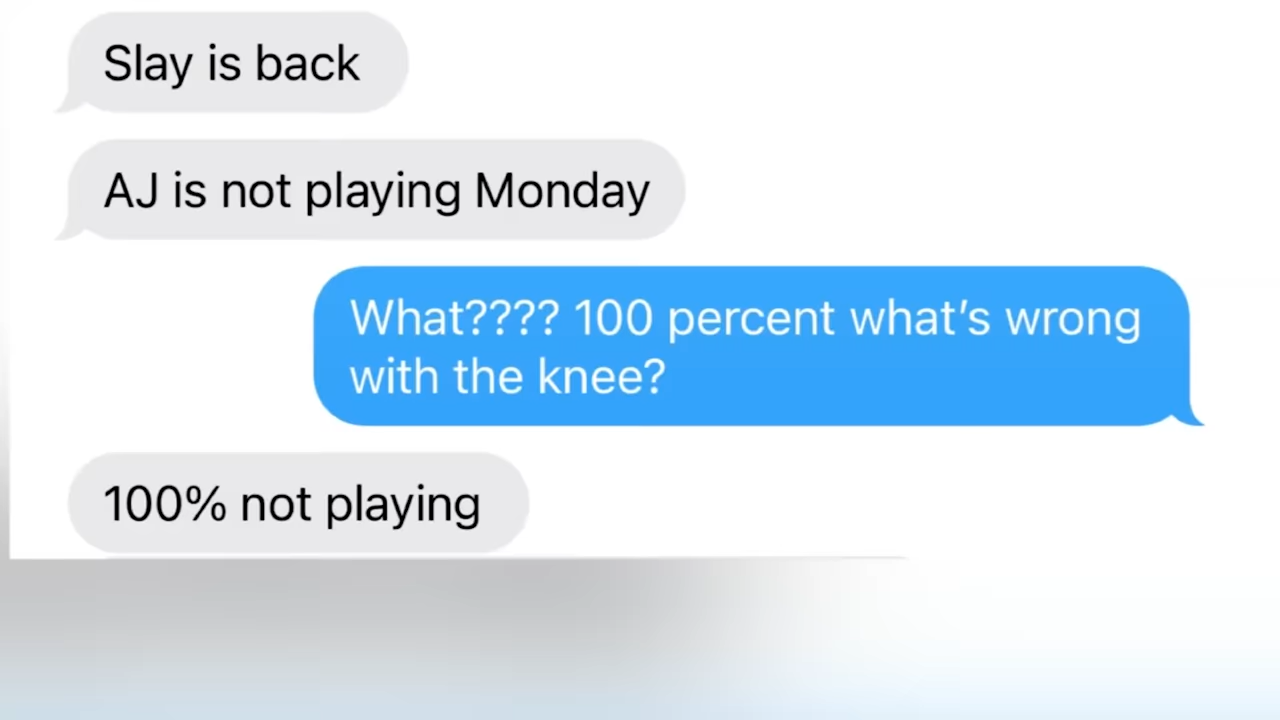 Slay is back
AJ is not playing Monday
What???? 100 percent what’s wrong
with the knee?
100% not playing